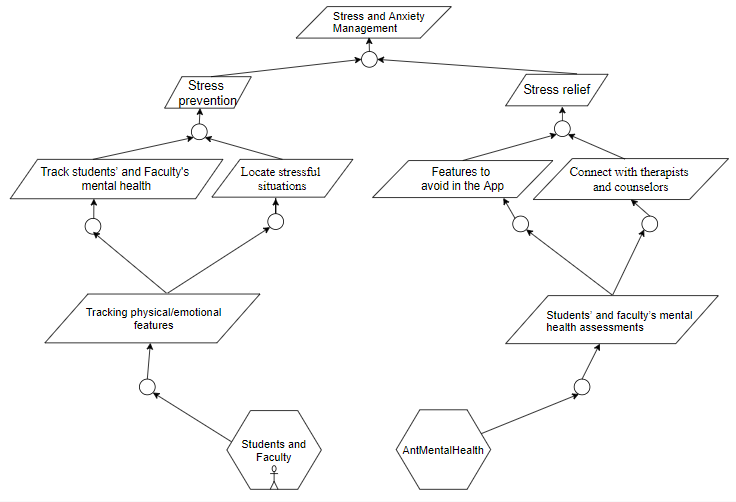 Stress and Anxiety
Management
Stress
prevention
Stress relief
Track students' and Faculty's
mental health
Locate stressful
situations
Features to
avoid in the App
Connect with therapists
and counselors
Tracking physical/emotional
features
Students' and faculty's mental
health assessments
Students and
Faculty
AntMentalHealth